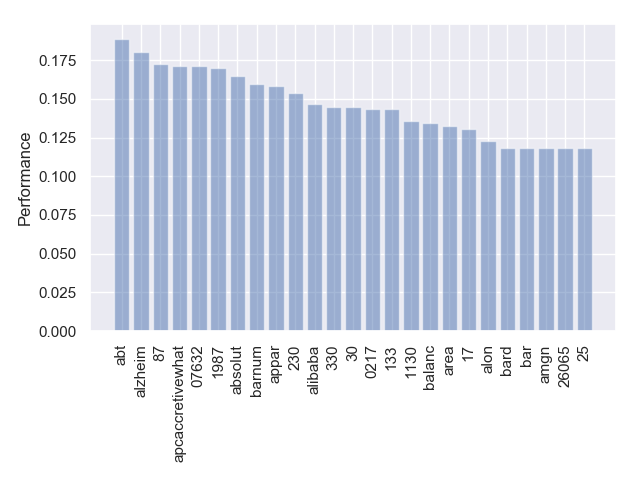 0.175
0.150
0.125
0.100
0.075
0.050
0.025
0.000
Performance
abt
alzheim
87
apcaccretivewhat
07632
1987
absolut
barnum
appar
230
alibaba
330
30
0217
133
1130
balanc
area
17
alon
bard
bar
amgn
26065
25